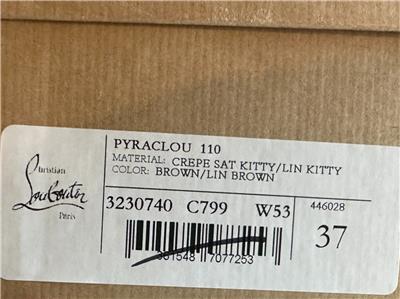 Christian
Louboutin
Paris
PYRACLOU 110
MATERIAL: CREPE SAT KITTY/LIN KITTY
COLOR: BROWN/LIN BROWN
3230740 C799 W53
446028
37
7077253